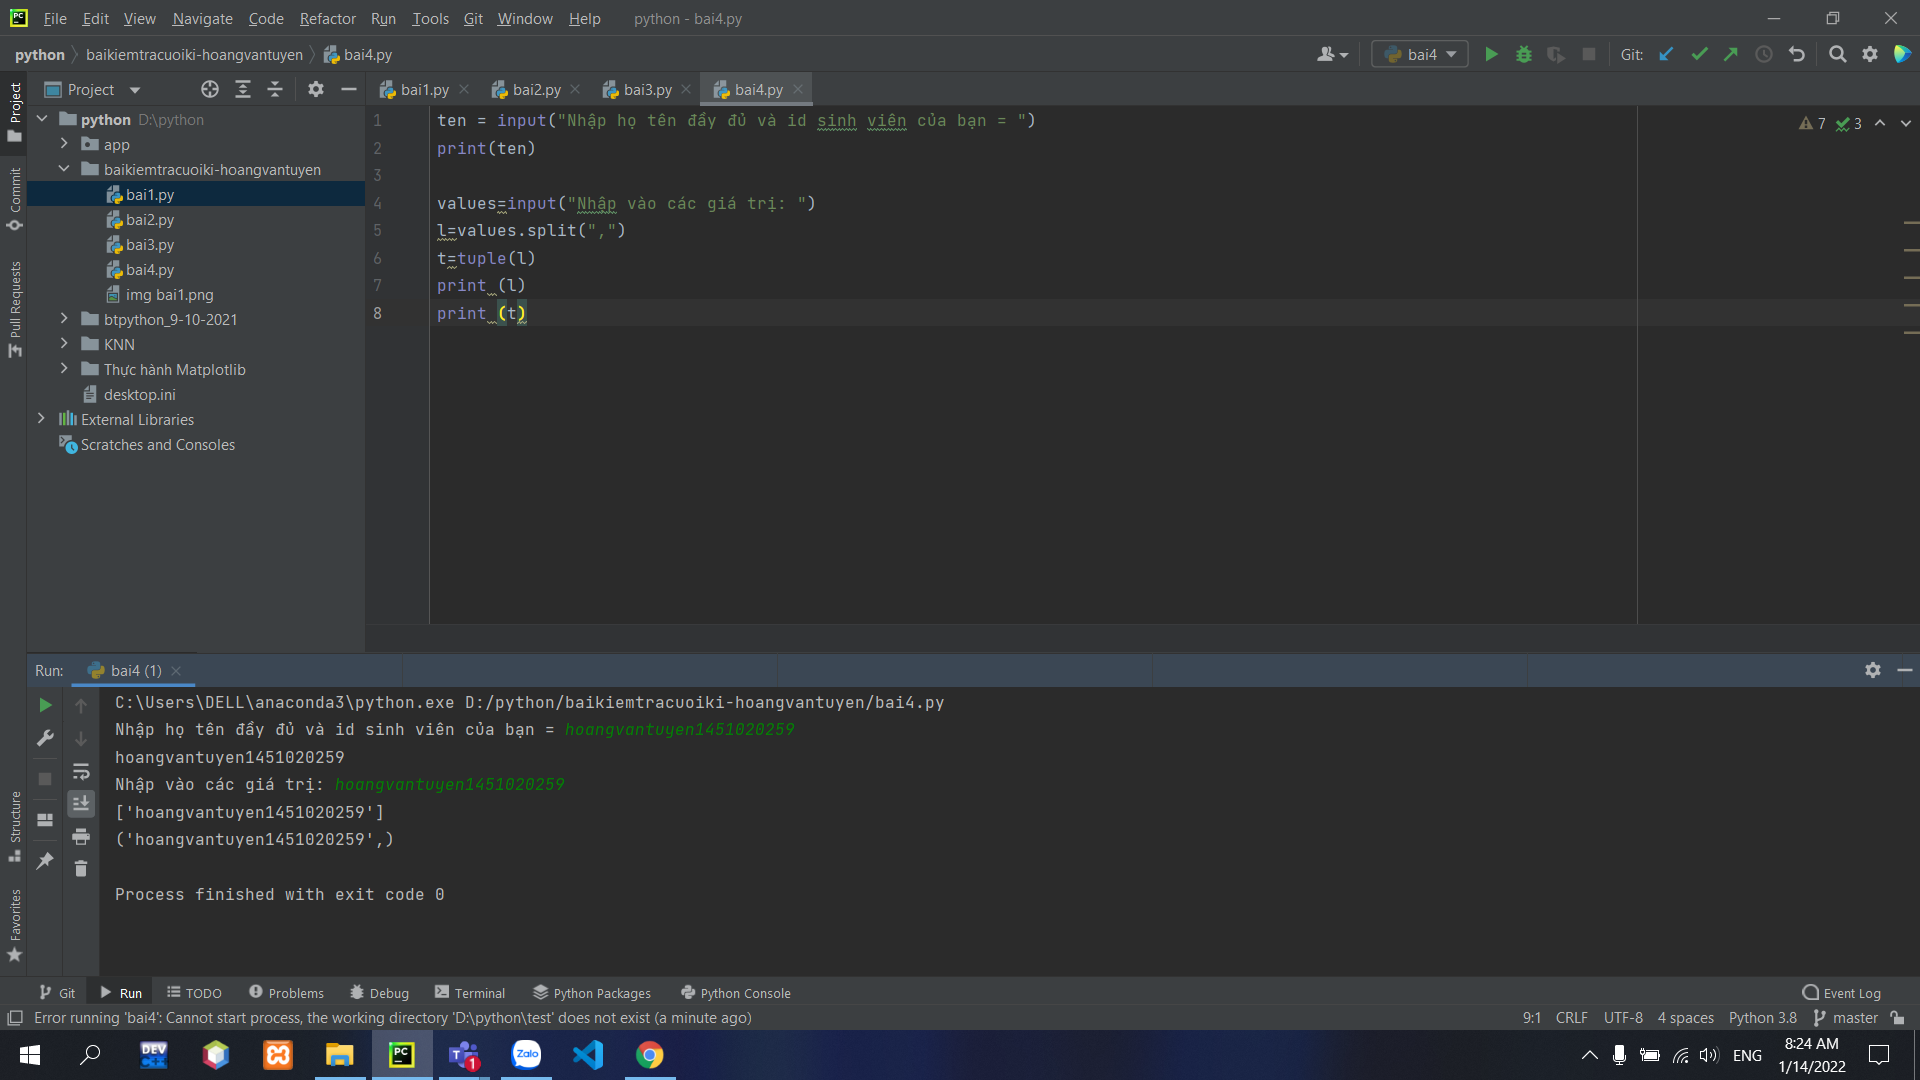 File Edit View Navigate Code Refactor Run Tools Git Window Help python - bai4.py
python baikiemtracuoiki-hoangvantuyen bai4.py bai4 Git:
Project bai1.py bai2.py bai3.py bai4.py
python D:\python
app
baikiemtracuoiki-hoangvantuyen
bai1.py
bai2.py
bai3.py
bai4.py
img bai1.png
btpython_9-10-2021
KNN
Thực hành Matplotlib
desktop.ini
External Libraries
Scratches and Consoles
Project
Commit
Pull Requests
Structure
Favorites
7 3
1 ten = input("Nhập họ tên đầy đủ và id sinh viên của bạn = ")
2 print(ten)
3
4 values=input("Nhập vào các giá trị: ")
5 l=values.split(",")
6 t=tuple(l)
7 print (l)
8 print (t)
Run: bai4 (1)
C:\Users\DELL\anaconda3\python.exe D:/python/baikiemtracuoiki-hoangvantuyen/bai4.py
Nhập họ tên đầy đủ và id sinh viên của bạn = hoangvantuyen1451020259
hoangvantuyen1451020259
Nhập vào các giá trị: hoangvantuyen1451020259
['hoangvantuyen1451020259']
('hoangvantuyen1451020259',)
Process finished with exit code 0
Git Run TODO Problems Debug Terminal Python Packages Python Console Event Log
Error running 'bai4': Cannot start process, the working directory 'D:\python\test' does not exist (a minute ago) 9:1 CRLF UTF-8 4 spaces Python 3.8 master
DEV C++ PC T 1 Zalo ENG 8:24 AM
1/14/2022